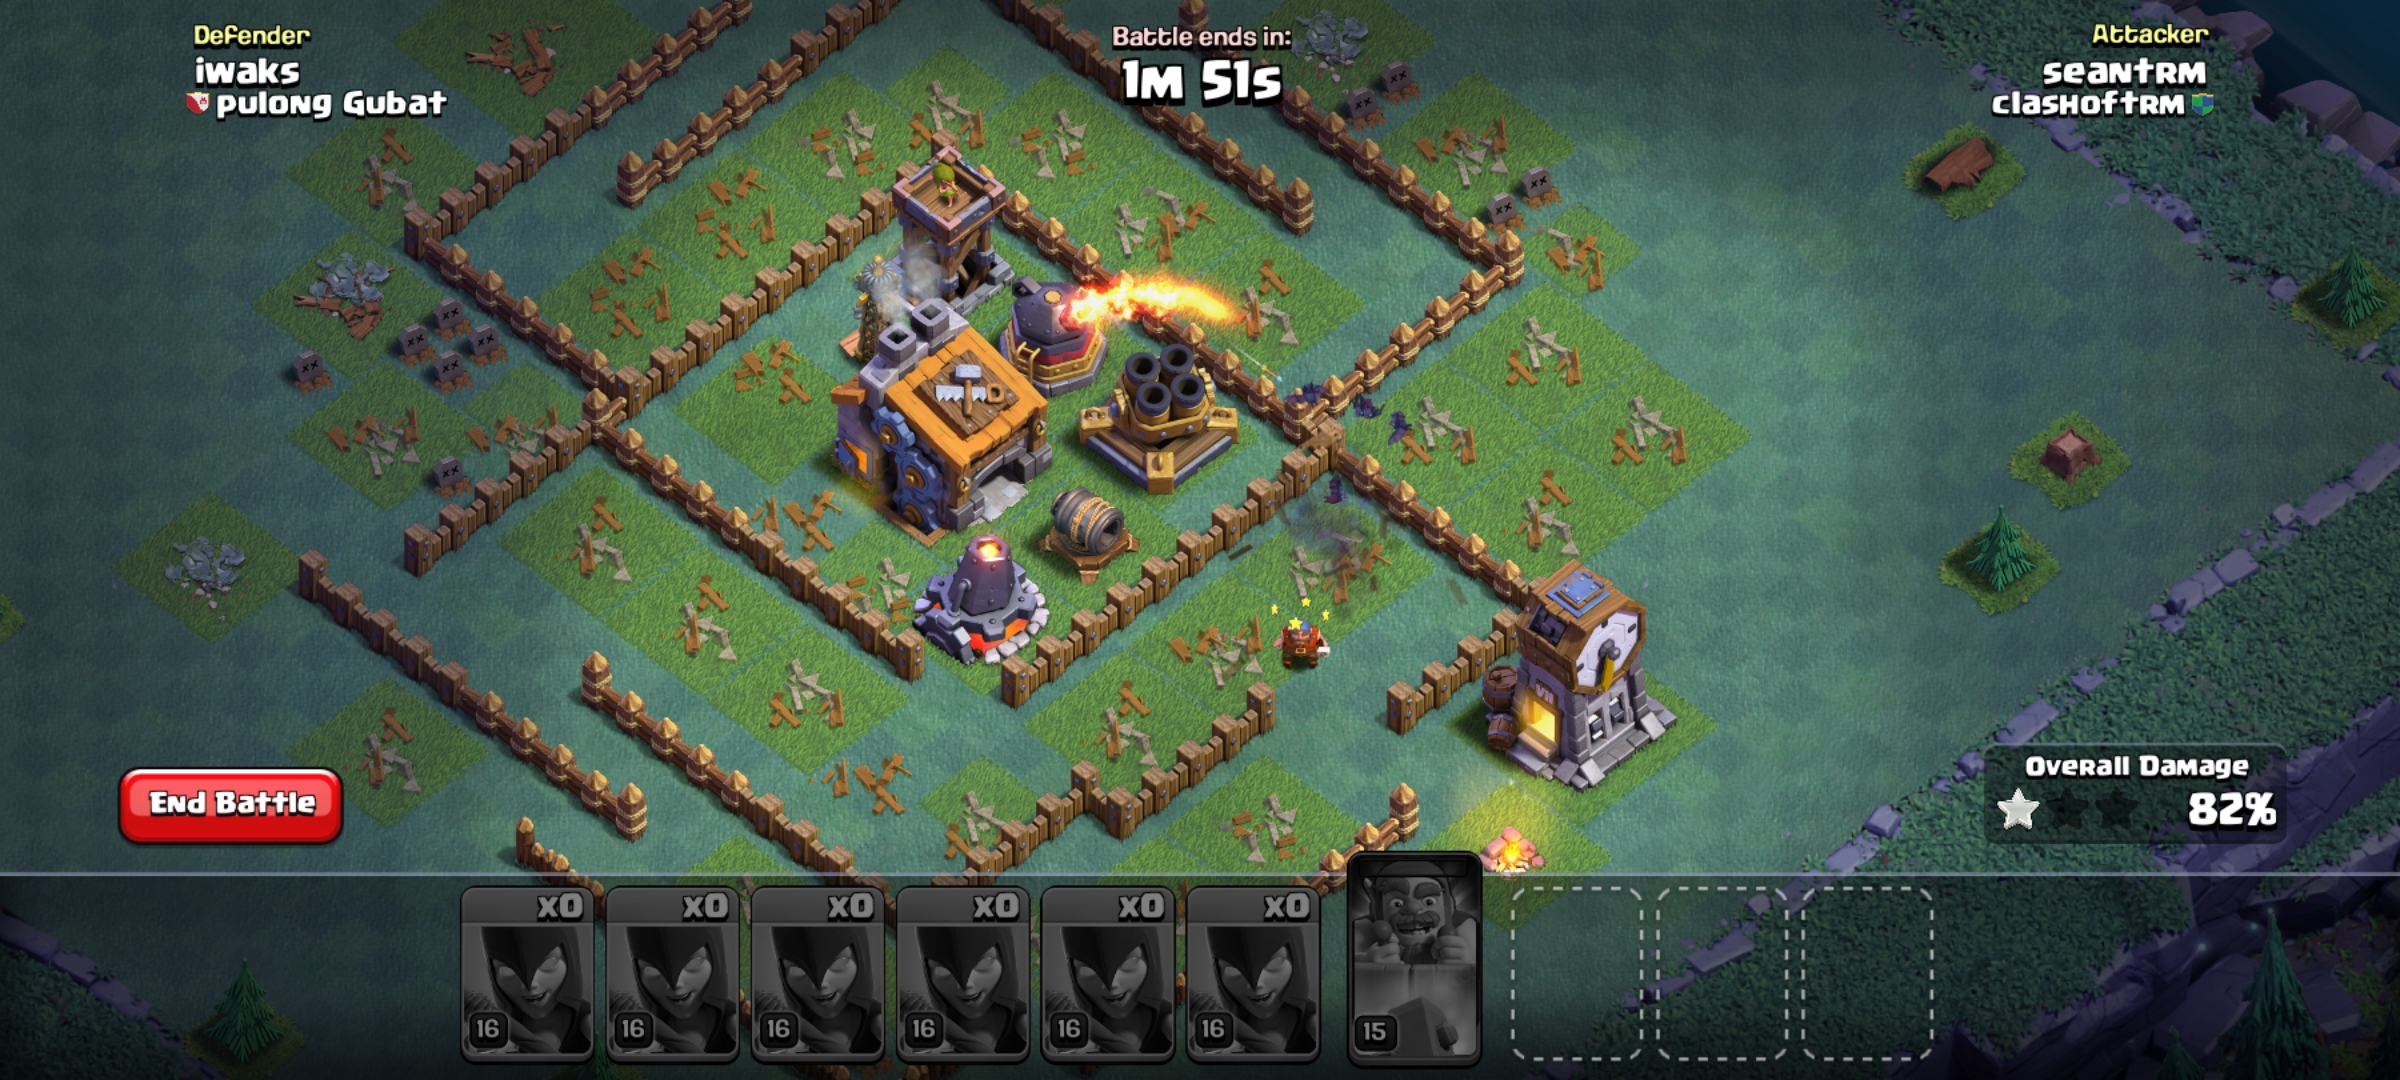 Defender
iwaks
pulong Gubat
Battle ends in:
1M 51s
Attacker
seantRM
clashoftRM
End Battle
Overall Damage
82%
x0
x0
x0
x0
x0
x0
16
16
16
16
16
16
15